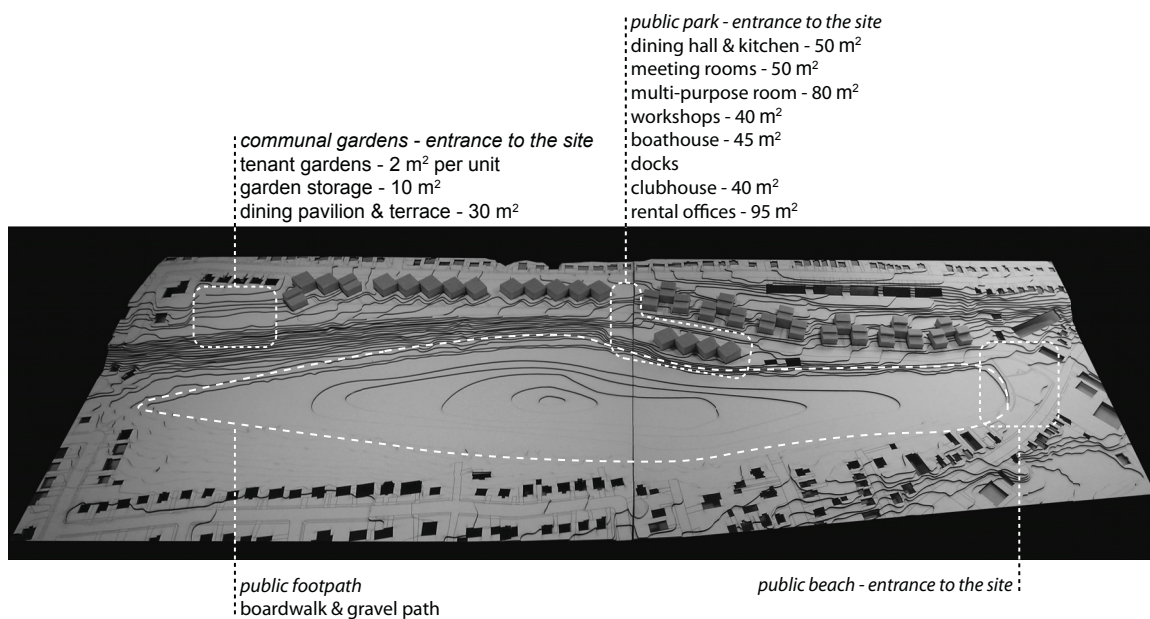 public park - entrance to the site
dining hall & kitchen - 50 m²
meeting rooms - 50 m²
multi-purpose room - 80 m²
workshops - 40 m²
boathouse - 45 m²
docks
clubhouse - 40 m²
rental offices - 95 m²
communal gardens - entrance to the site
tenant gardens - 2 m² per unit
garden storage - 10 m²
dining pavilion & terrace - 30 m²
public footpath
boardwalk & gravel path
public beach - entrance to the site